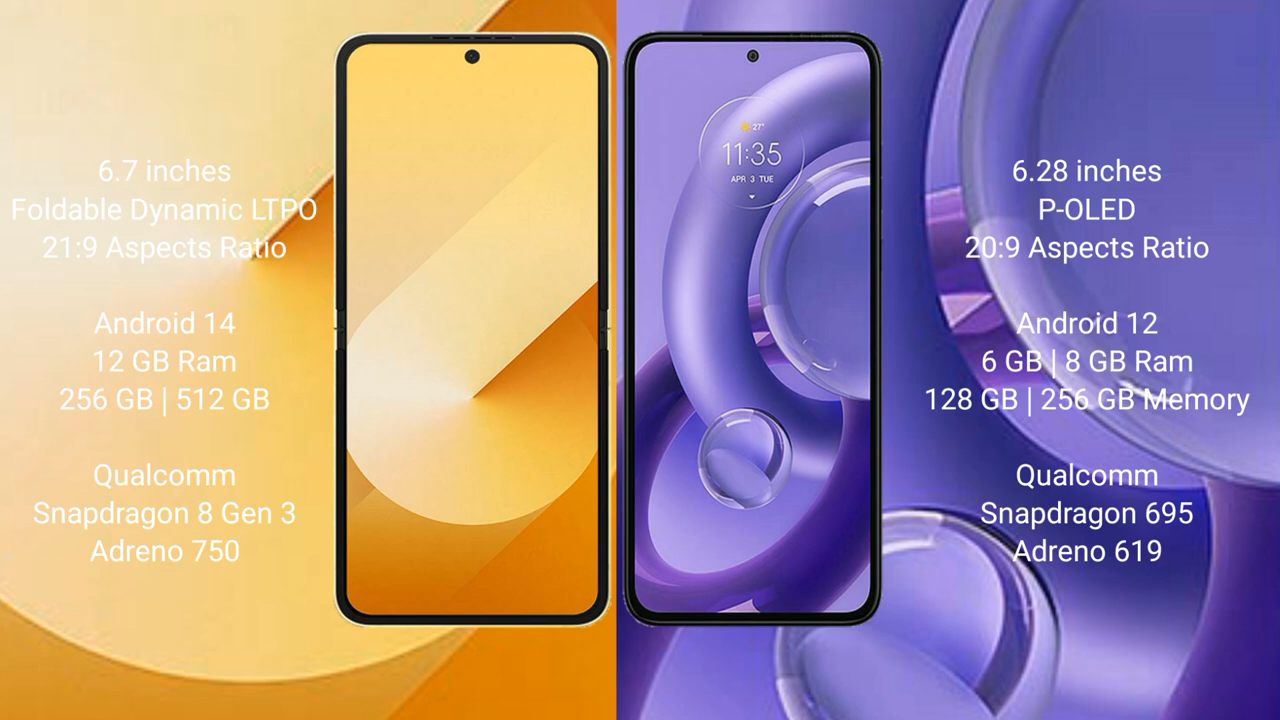 6.7 inches
Foldable Dynamic LTPO
21:9 Aspects Ratio
Android 14
12 GB Ram
256 GB | 512 GB
Qualcomm
Snapdragon 8 Gen 3
Adreno 750
27°
11:35
APR 3 TUE
6.28 inches
P-OLED
20:9 Aspects Ratio
Android 12
6 GB | 8 GB Ram
128 GB | 256 GB Memory
Qualcomm
Snapdragon 695
Adreno 619